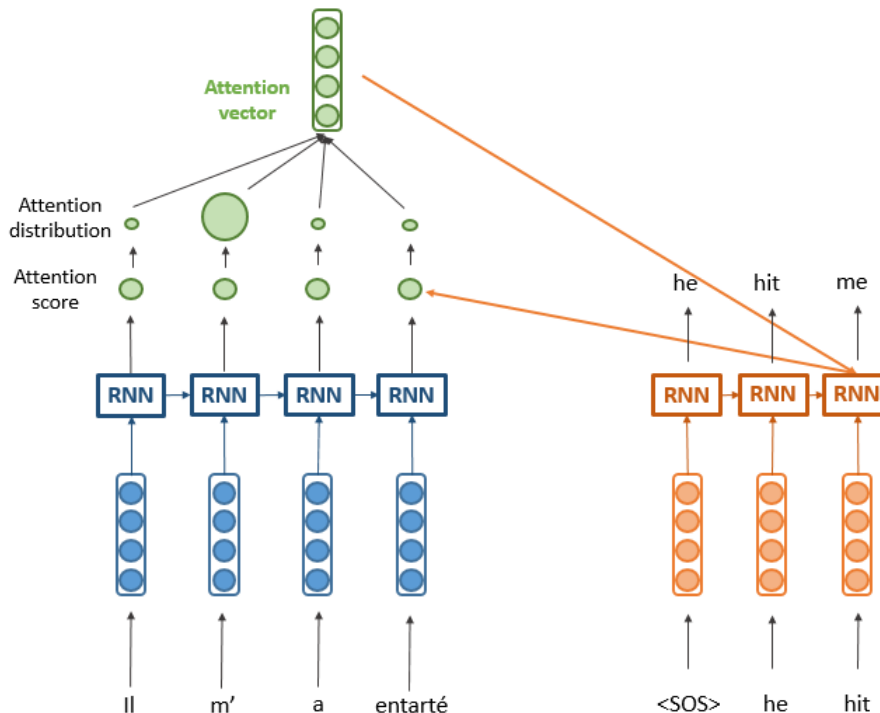 Attention
vector
Attention
distribution
Attention
score
he hit me
RNN RNN RNN RNN RNN RNN RNN
Il m' a entarté <SOS> he hit